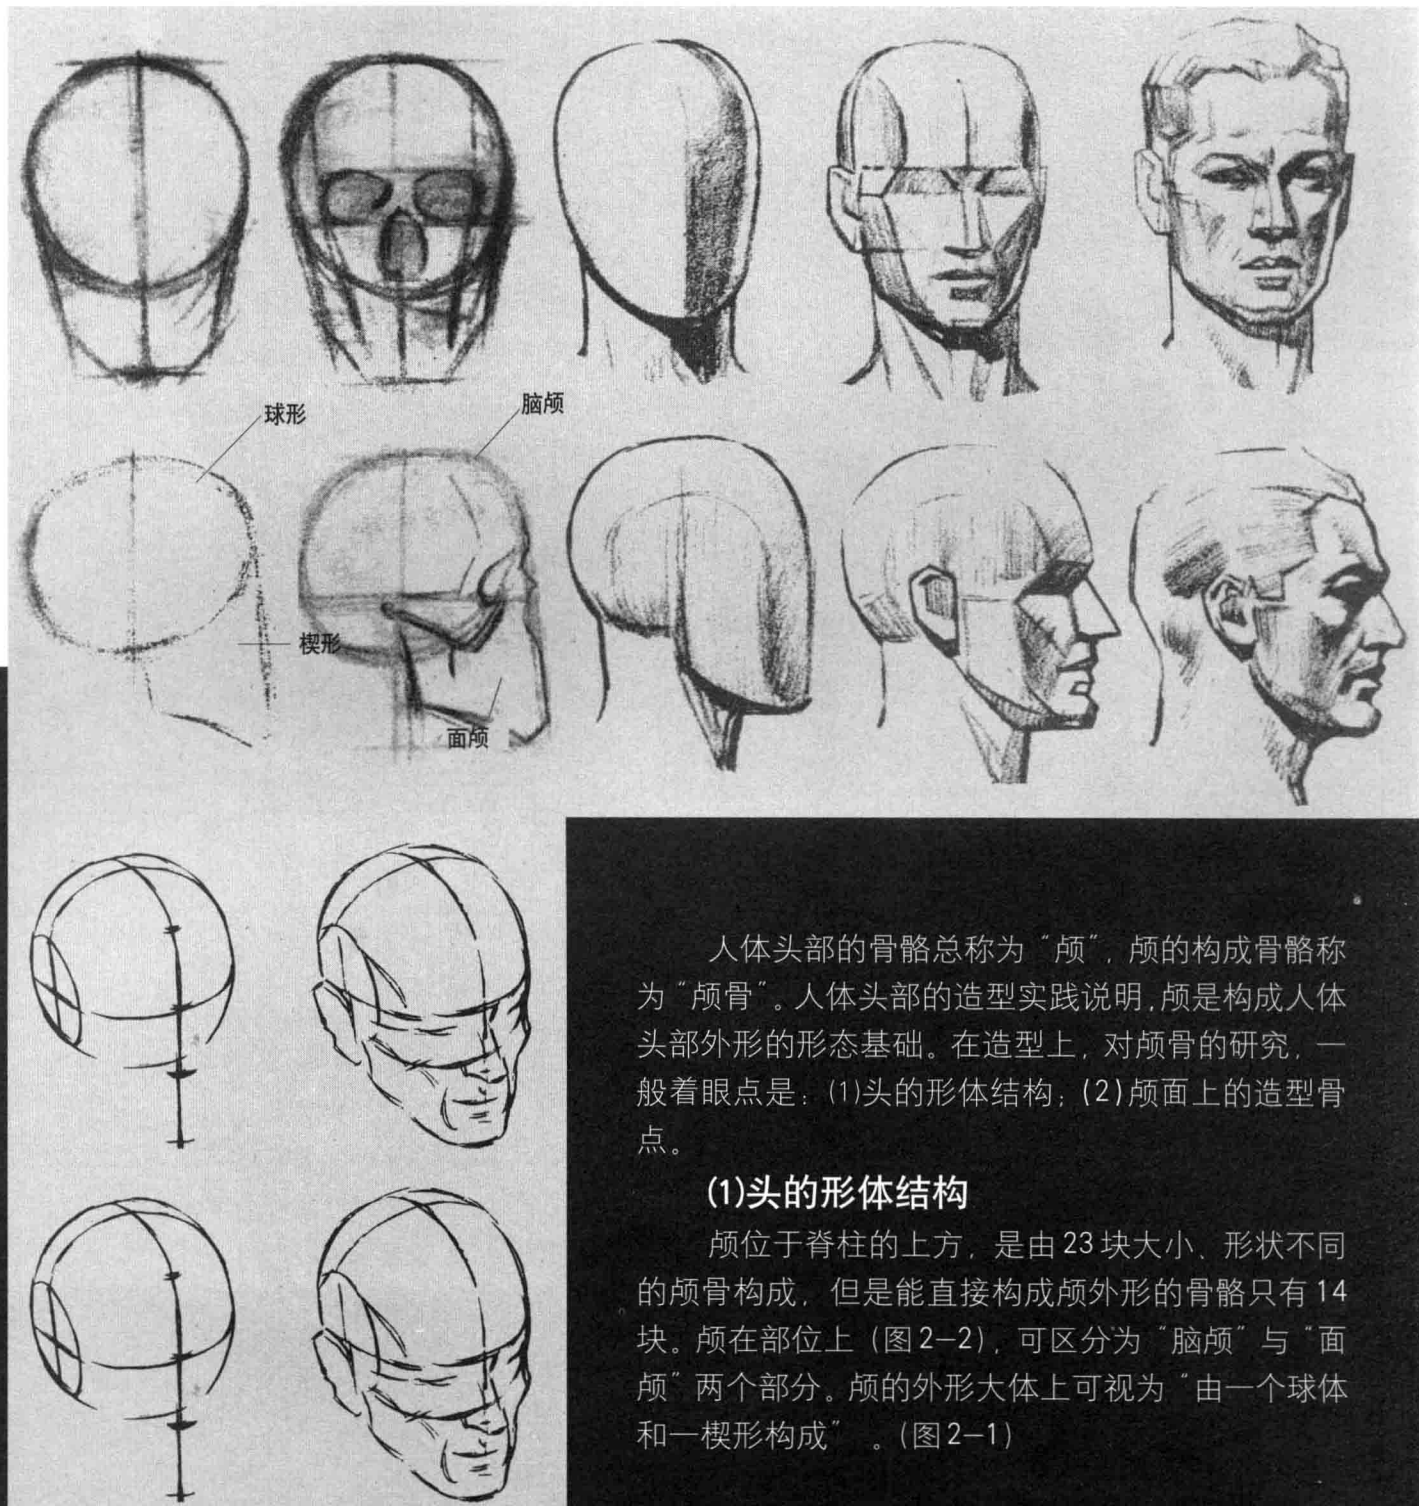 球形
脑颅
楔形
面颅
人体头部的骨骼总称为“颅”，颅的构成骨骼称
为“颅骨”。人体头部的造型实践说明，颅是构成人体
头部外形的形态基础。在造型上，对颅骨的研究，一
般着眼点是：(1)头的形体结构；(2)颅面上的造型骨
点。
(1)头的形体结构
颅位于脊柱的上方，是由23块大小、形状不同
的颅骨构成，但是能直接构成颅外形的骨骼只有14
块。颅在部位上（图2—2），可区分为“脑颅”与“面
颅”两个部分。颅的外形大体上可视为“由一个球体
和一楔形构成”。（图2—1）